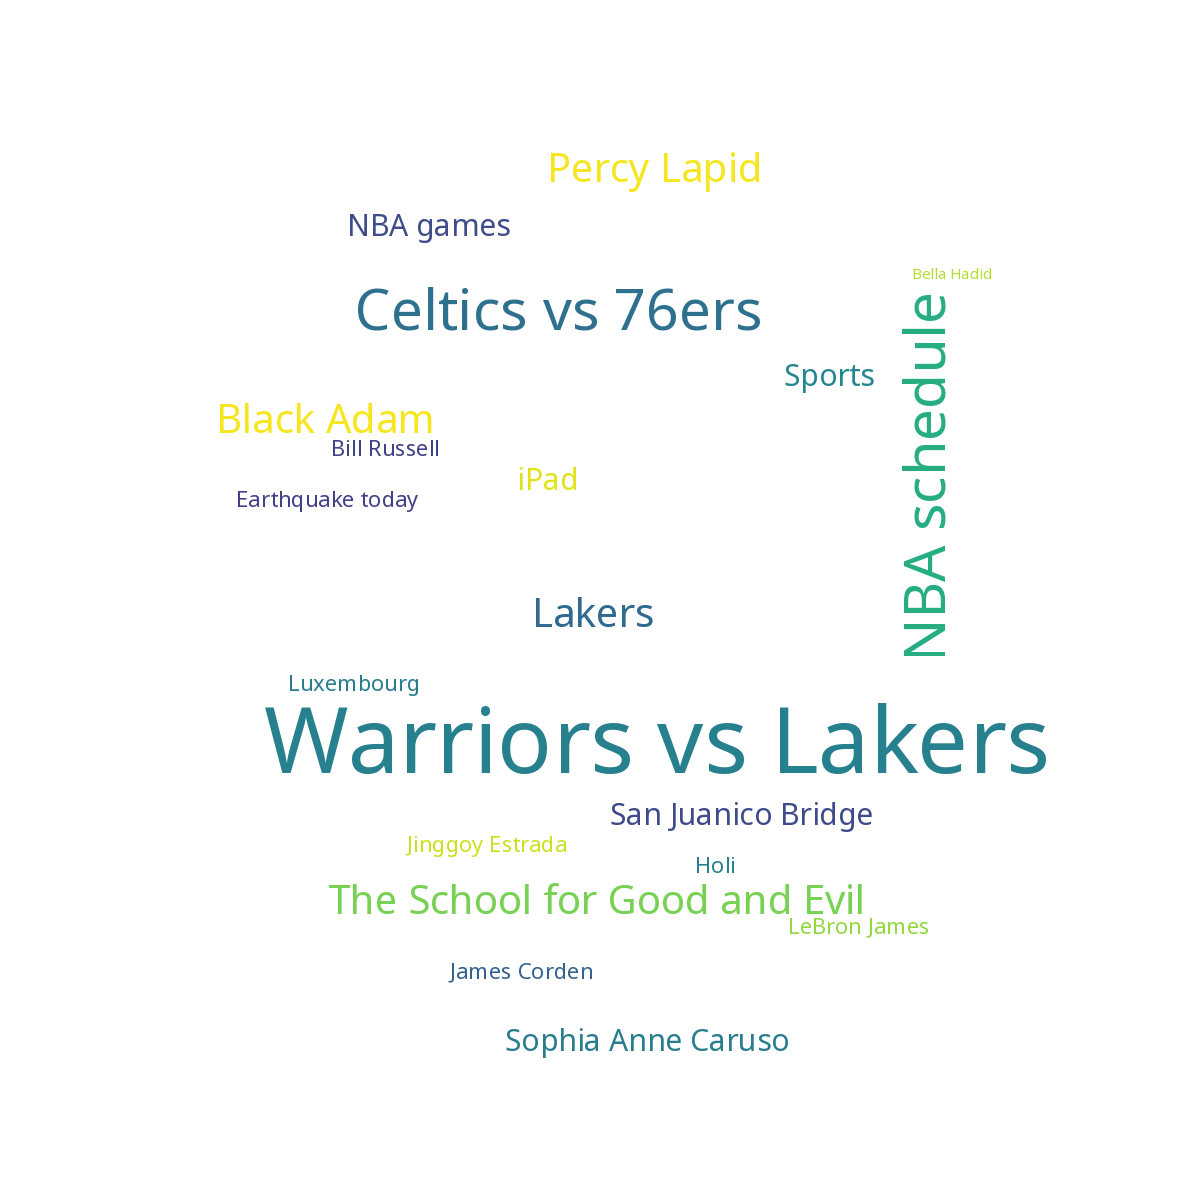 Percy Lapid
NBA games
Bella Hadid
Celtics vs 76ers
NBA schedule
Sports
Black Adam
Bill Russell
iPad
Earthquake today
Lakers
Luxembourg
Warriors vs Lakers
San Juanico Bridge
Jinggoy Estrada
Holi
The School for Good and Evil
LeBron James
James Corden
Sophia Anne Caruso